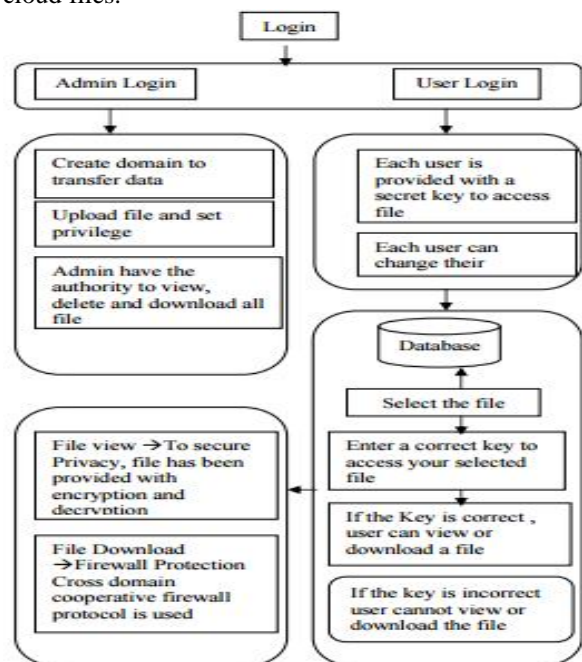 cloud files.
Login
Admin Login
User Login
Create domain to
transfer data
Upload file and set
privilege
Admin have the
authority to view,
delete and download all
file
Each user is
provided with a
secret key to access
file
Each user can
change their
Database
Select the file
Enter a correct key to
access your selected
file
If the Key is correct ,
user can view or
download a file
If the key is incorrect
user cannot view or
download the file
File view →To secure
Privacy, file has been
provided with
encryption and
decryption
File Download
→Firewall Protection
Cross domain
cooperative firewall
protocol is used